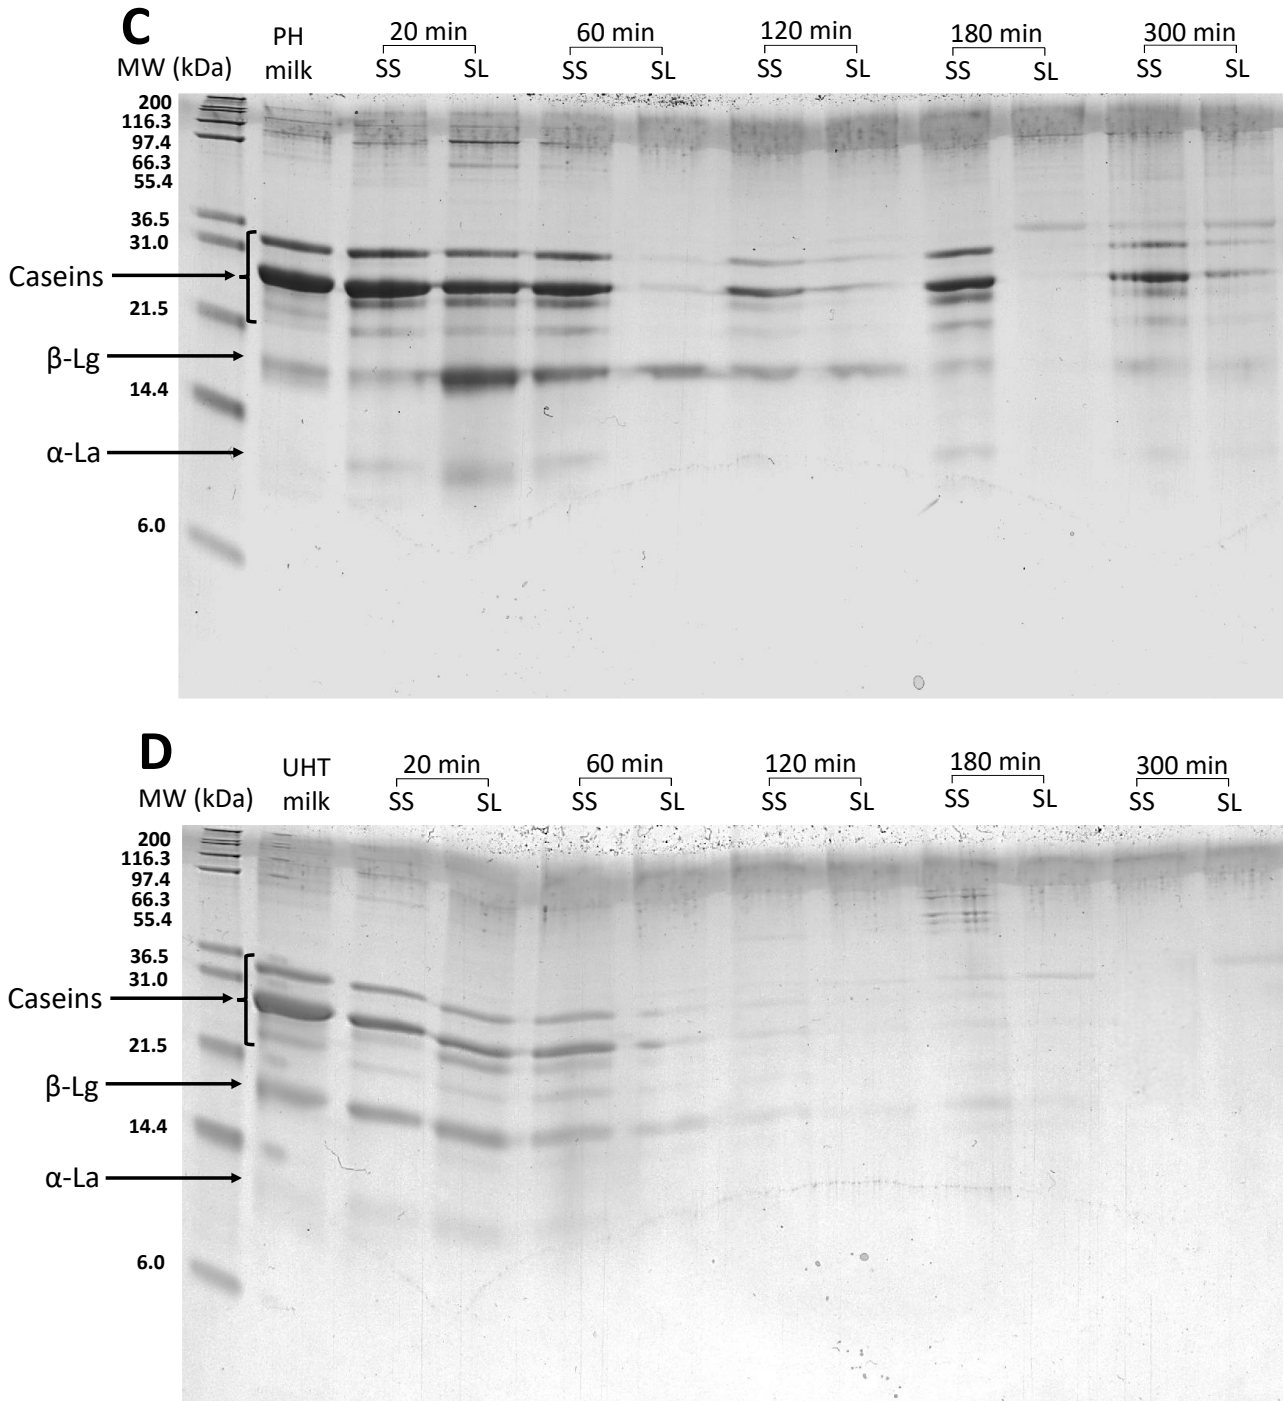 C
PH
milk
20 min
60 min
120 min
180 min
300 min
MW (kDa)
SS
SL
SS
SL
SS
SL
SS
SL
SS
SL
200
116.3
97.4
66.3
55.4
36.5
31.0
Caseins
21.5
β-Lg
14.4
α-La
6.0
D
UHT
milk
20 min
60 min
120 min
180 min
300 min
MW (kDa)
SS
SL
SS
SL
SS
SL
SS
SL
SS
SL
200
116.3
97.4
66.3
55.4
36.5
31.0
Caseins
21.5
β-Lg
14.4
α-La
6.0